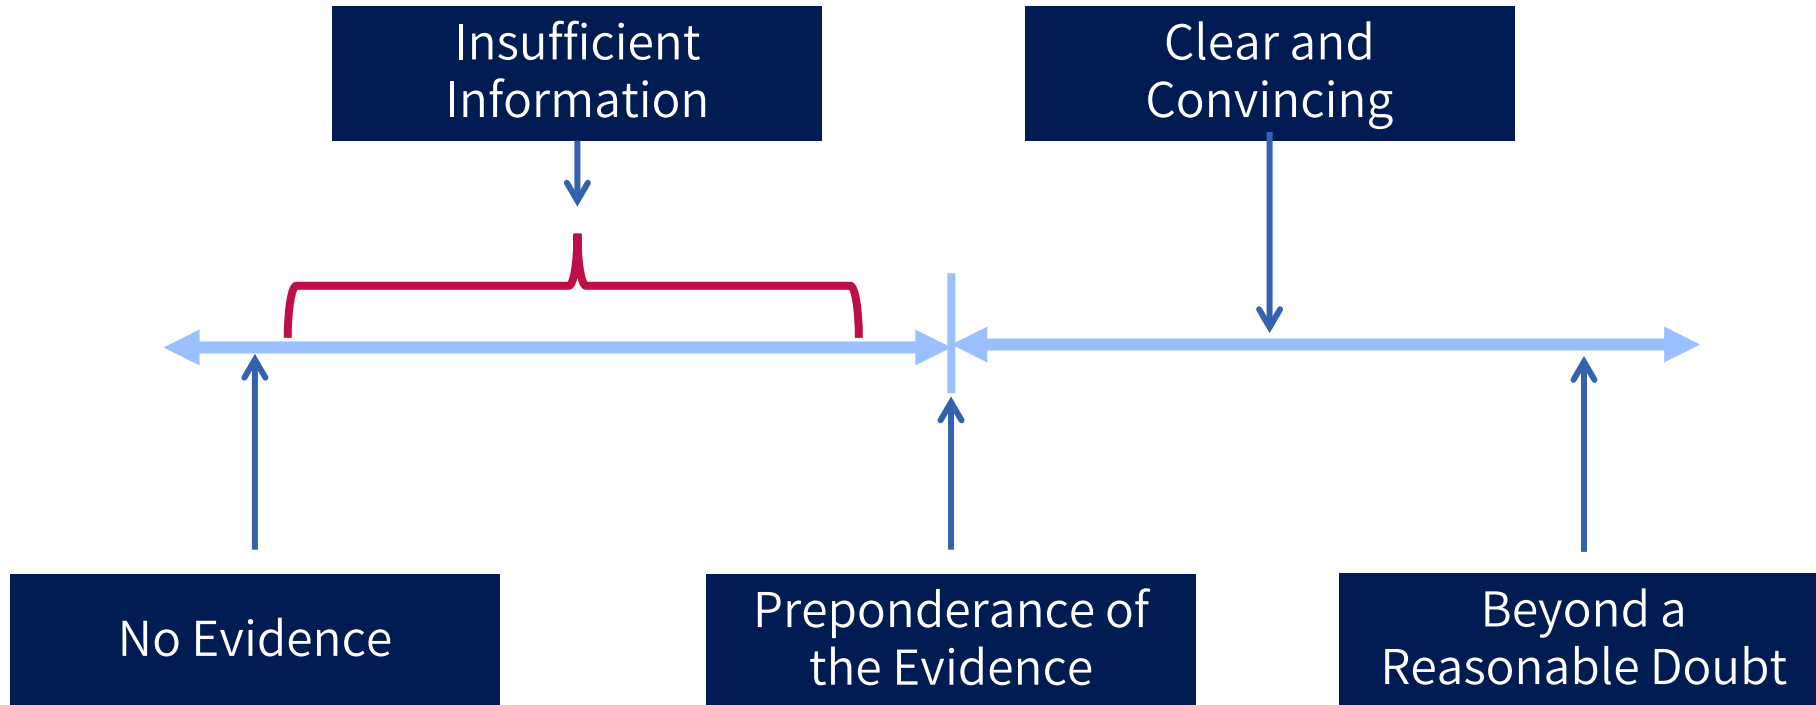 Insufficient
Information
Clear and
Convincing
No Evidence
Preponderance of
the Evidence
Beyond a
Reasonable Doubt